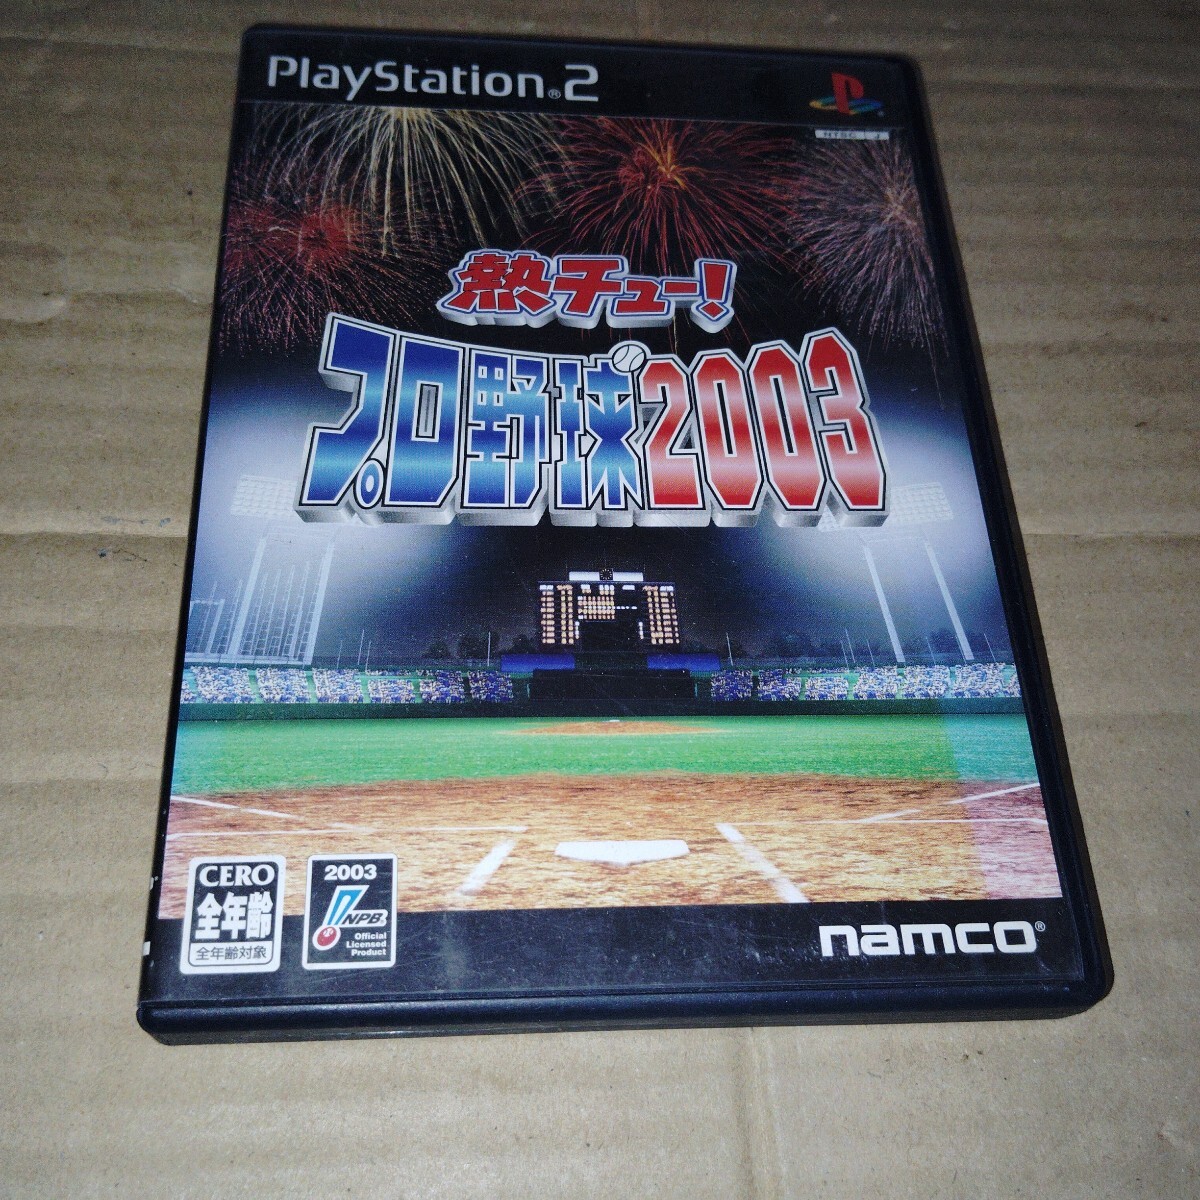 PlayStation®2
NTSC J
熱チュー!
プロ野球2003
CERO
全年齢
全年齢対象
2003
NPB
Official
Licensed
Product
namco®